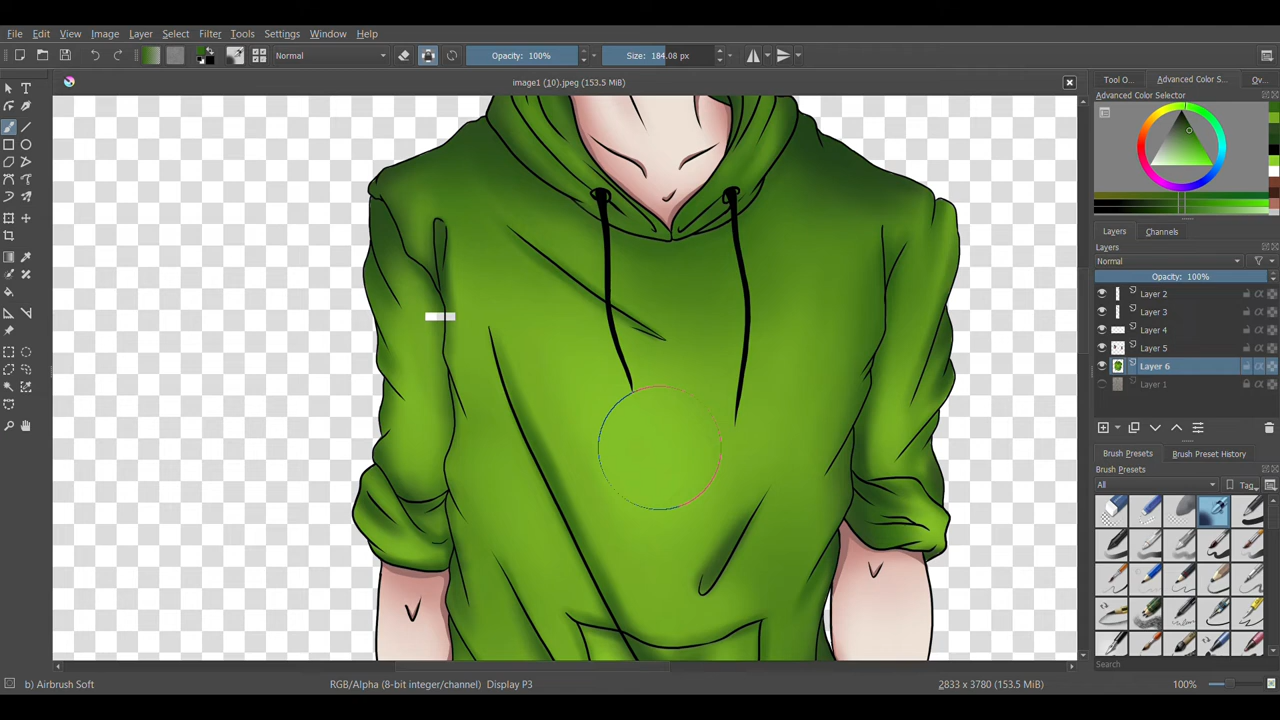 File Edit View Image Layer Select Filter Tools Settings Window Help
Normal Opacity: 100% Size: 184.08 px
image1 (10).jpeg (153.5 MiB)
Tool O... Advanced Color S... Ov...
Advanced Color Selector
Layers Channels
Layers
Normal
Opacity: 100%
Layer 2
Layer 3
Layer 4
Layer 5
Layer 6
Layer 1
Brush Presets Brush Preset History
Brush Presets
All Tag
Search
b) Airbrush Soft RGB/Alpha (8-bit integer/channel) Display P3 2833 x 3780 (153.5 MiB) 100%